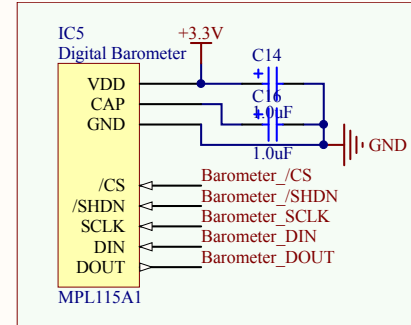 IC5
Digital Barometer
+3.3V
C14
VDD
C16
CAP
1.0uF
GND
GND
1.0uF
/CS
Barometer_/CS
/SHDN
Barometer_/SHDN
SCLK
Barometer_SCLK
DIN
Barometer_DIN
DOUT
Barometer_DOUT
MPL115A1